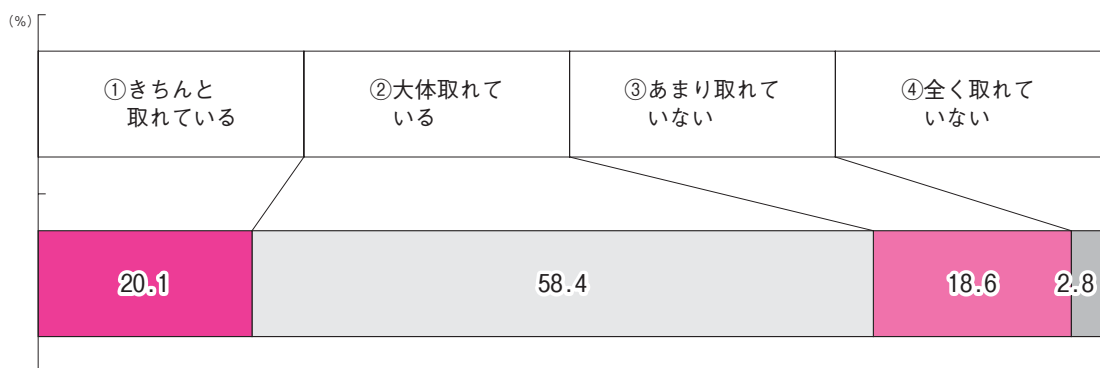 (%)
①きちんと
取れている
②大体取れて
いる
③あまり取れて
いない
④全く取れて
いない
20.1
58.4
18.6
2.8